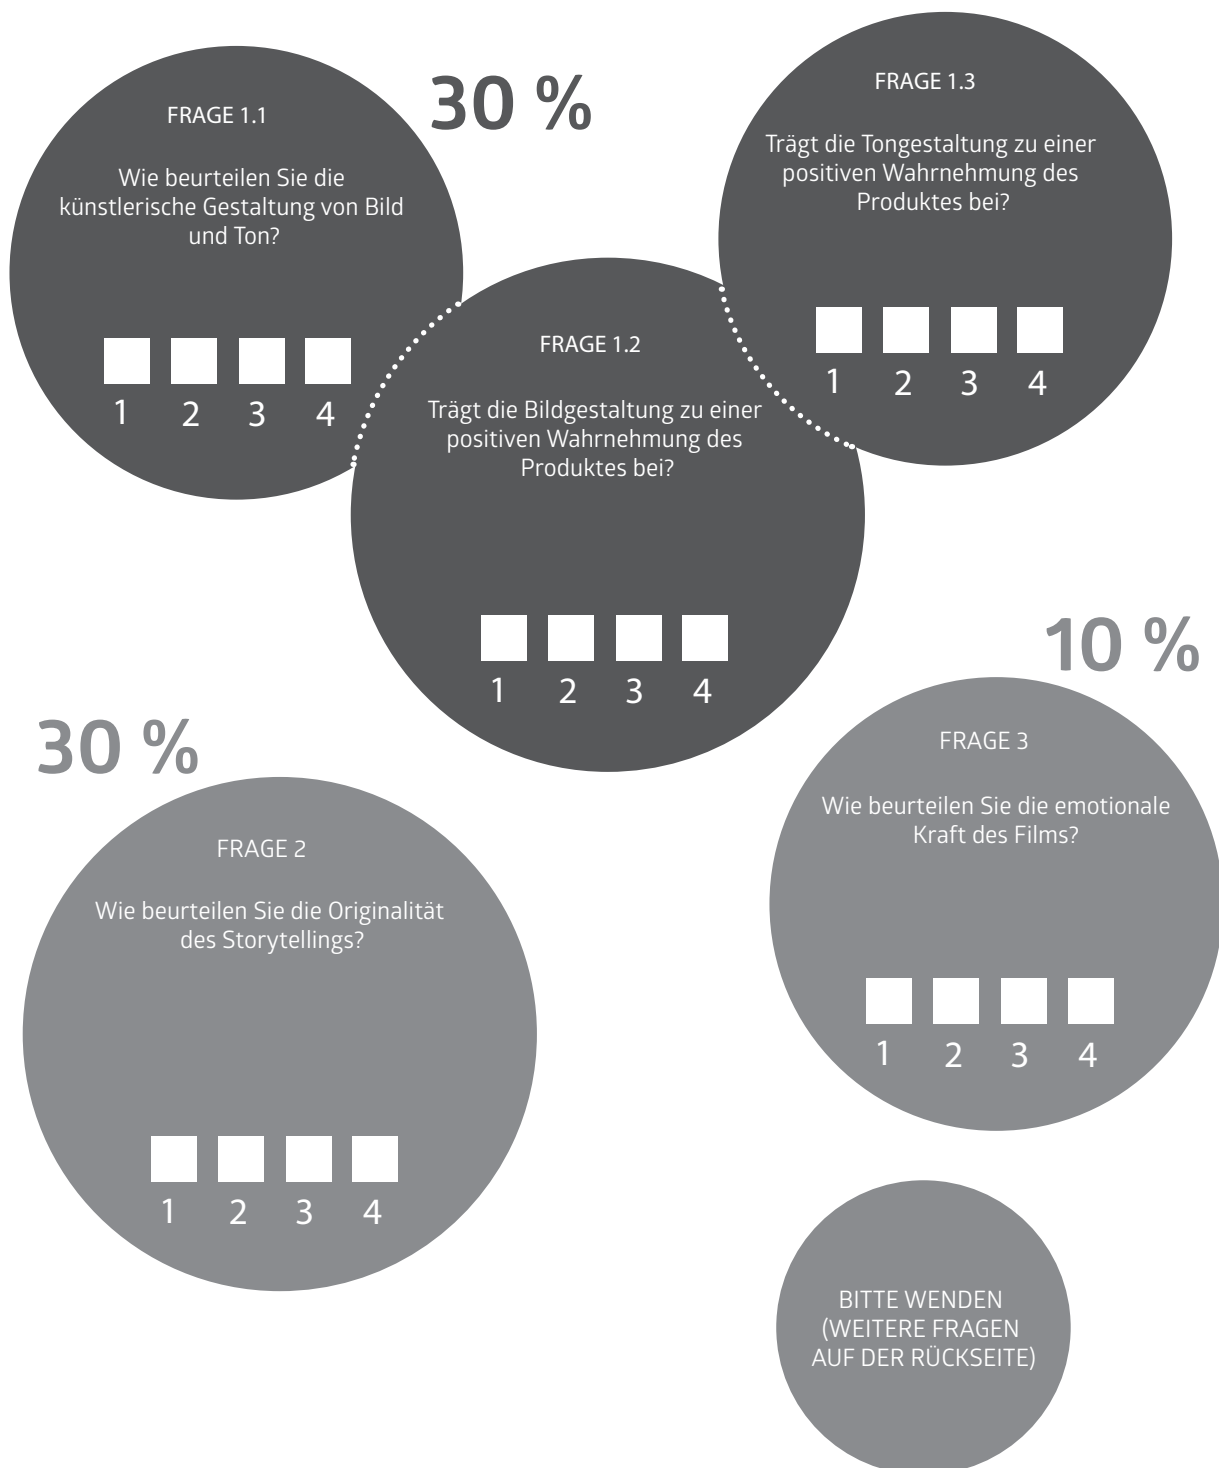 30 %
FRAGE 1.1
Wie beurteilen Sie die
künstlerische Gestaltung von Bild
und Ton?
1 2 3 4
FRAGE 1.2
Trägt die Bildgestaltung zu einer
positiven Wahrnehmung des
Produktes bei?
1 2 3 4
FRAGE 1.3
Trägt die Tongestaltung zu einer
positiven Wahrnehmung des
Produktes bei?
1 2 3 4
30 %
FRAGE 2
Wie beurteilen Sie die Originalität
des Storytellings?
1 2 3 4
10 %
FRAGE 3
Wie beurteilen Sie die emotionale
Kraft des Films?
1 2 3 4
BITTE WENDEN
(WEITERE FRAGEN
AUF DER RÜCKSEITE)